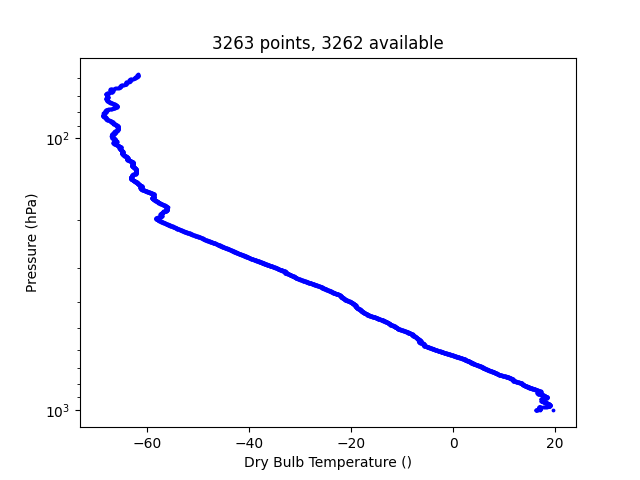 3263 points, 3262 available
Pressure (hPa)
10²
10³
−60
−40
−20
0
20
Dry Bulb Temperature ()